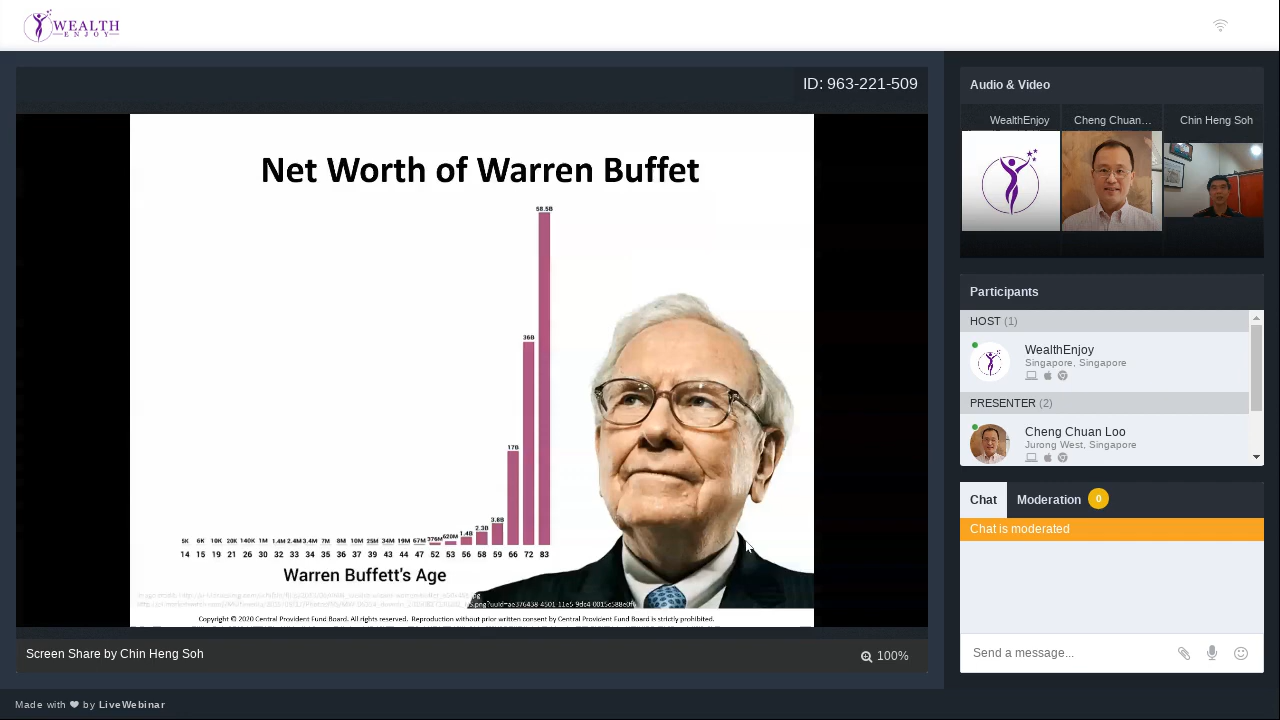 WEALTH
ENJOY
ID: 963-221-509
Net Worth of Warren Buffet
58.5B
36B
17B
3.8B
2.3B
1.4B
620M
376M
5K 6K 10K 20K 140K 1M 1.4M 2.4M 3.4M 7M 8M 10M 25M 34M 19M 67M
14 15 19 21 26 30 32 33 34 35 36 37 39 43 44 47 52 53 56 58 59 66 72 83
Warren Buffett's Age
Copyright © 2020 Central Provident Fund Board. All rights reserved. Reproduction without prior written consent by Central Provident Fund Board is strictly prohibited.
Screen Share by Chin Heng Soh
100%
Made with by LiveWebinar
Audio & Video
WealthEnjoy
Cheng Chuan...
Chin Heng Soh
Participants
HOST (1)
WealthEnjoy
Singapore, Singapore
PRESENTER (2)
Cheng Chuan Loo
Jurong West, Singapore
Chat
Moderation
0
Chat is moderated
Send a message...